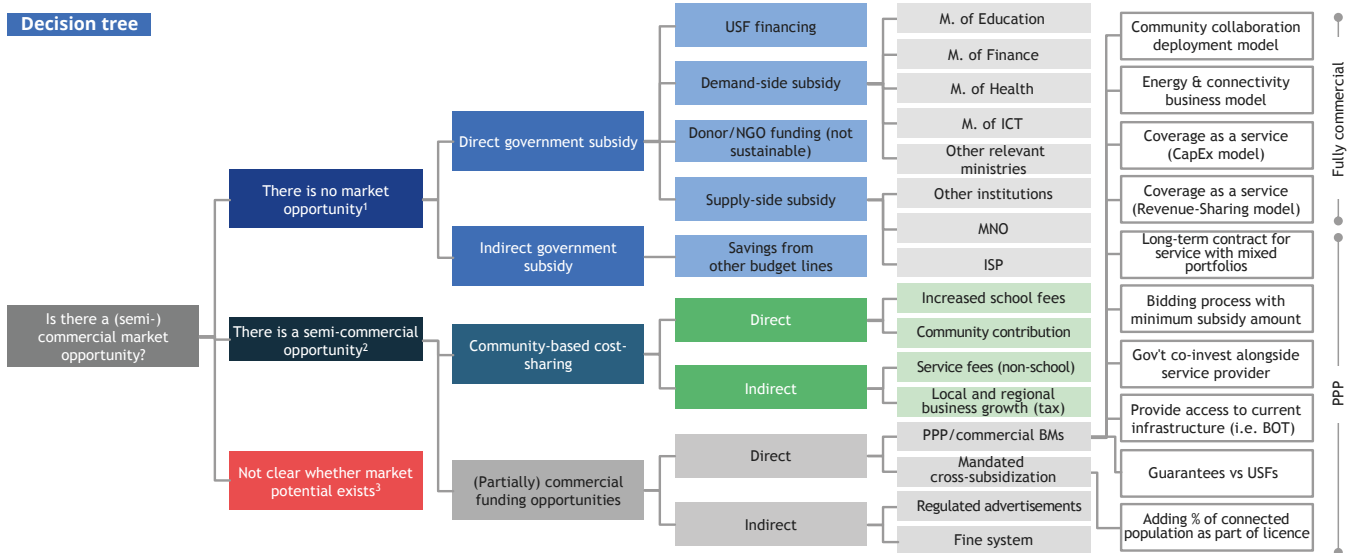 Decision tree
Is there a (semi-)
commercial market
opportunity?
There is no market
opportunity¹
There is a semi-commercial
opportunity²
Not clear whether market
potential exists³
Direct government subsidy
Indirect government
subsidy
Community-based cost-
sharing
(Partially) commercial
funding opportunities
USF financing
Demand-side subsidy
Donor/NGO funding (not
sustainable)
Supply-side subsidy
Savings from
other budget lines
Direct
Indirect
Direct
Indirect
M. of Education
M. of Finance
M. of Health
M. of ICT
Other relevant
ministries
Other institutions
MNO
ISP
Increased school fees
Community contribution
Service fees (non-school)
Local and regional
business growth (tax)
PPP/commercial BMs
Mandated
cross-subsidization
Regulated advertisements
Fine system
Community collaboration
deployment model
Energy & connectivity
business model
Coverage as a service
(CapEx model)
Coverage as a service
(Revenue-Sharing model)
Long-term contract for
service with mixed
portfolios
Bidding process with
minimum subsidy amount
Gov't co-invest alongside
service provider
Provide access to current
infrastructure (i.e. BOT)
Guarantees vs USFs
Adding % of connected
population as part of licence
Fully commercial
PPP